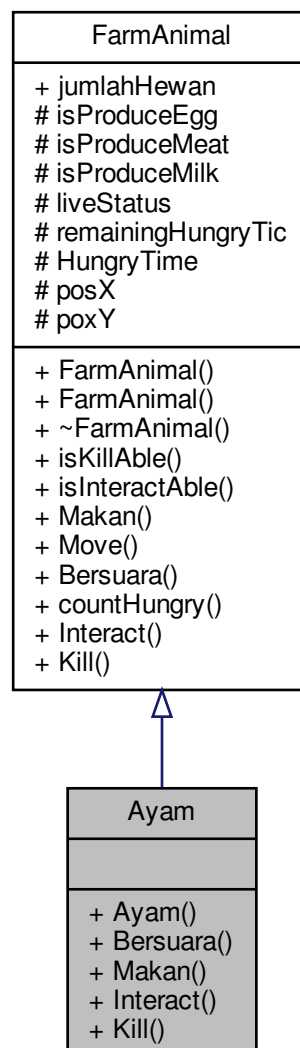 FarmAnimal
+ jumlahHewan
# isProduceEgg
# isProduceMeat
# isProduceMilk
# liveStatus
# remainingHungryTic
# HungryTime
# posX
# poxY
+ FarmAnimal()
+ FarmAnimal()
+ ~FarmAnimal()
+ isKillAble()
+ isInteractAble()
+ Makan()
+ Move()
+ Bersuara()
+ countHungry()
+ Interact()
+ Kill()
Ayam
+ Ayam()
+ Bersuara()
+ Makan()
+ Interact()
+ Kill()